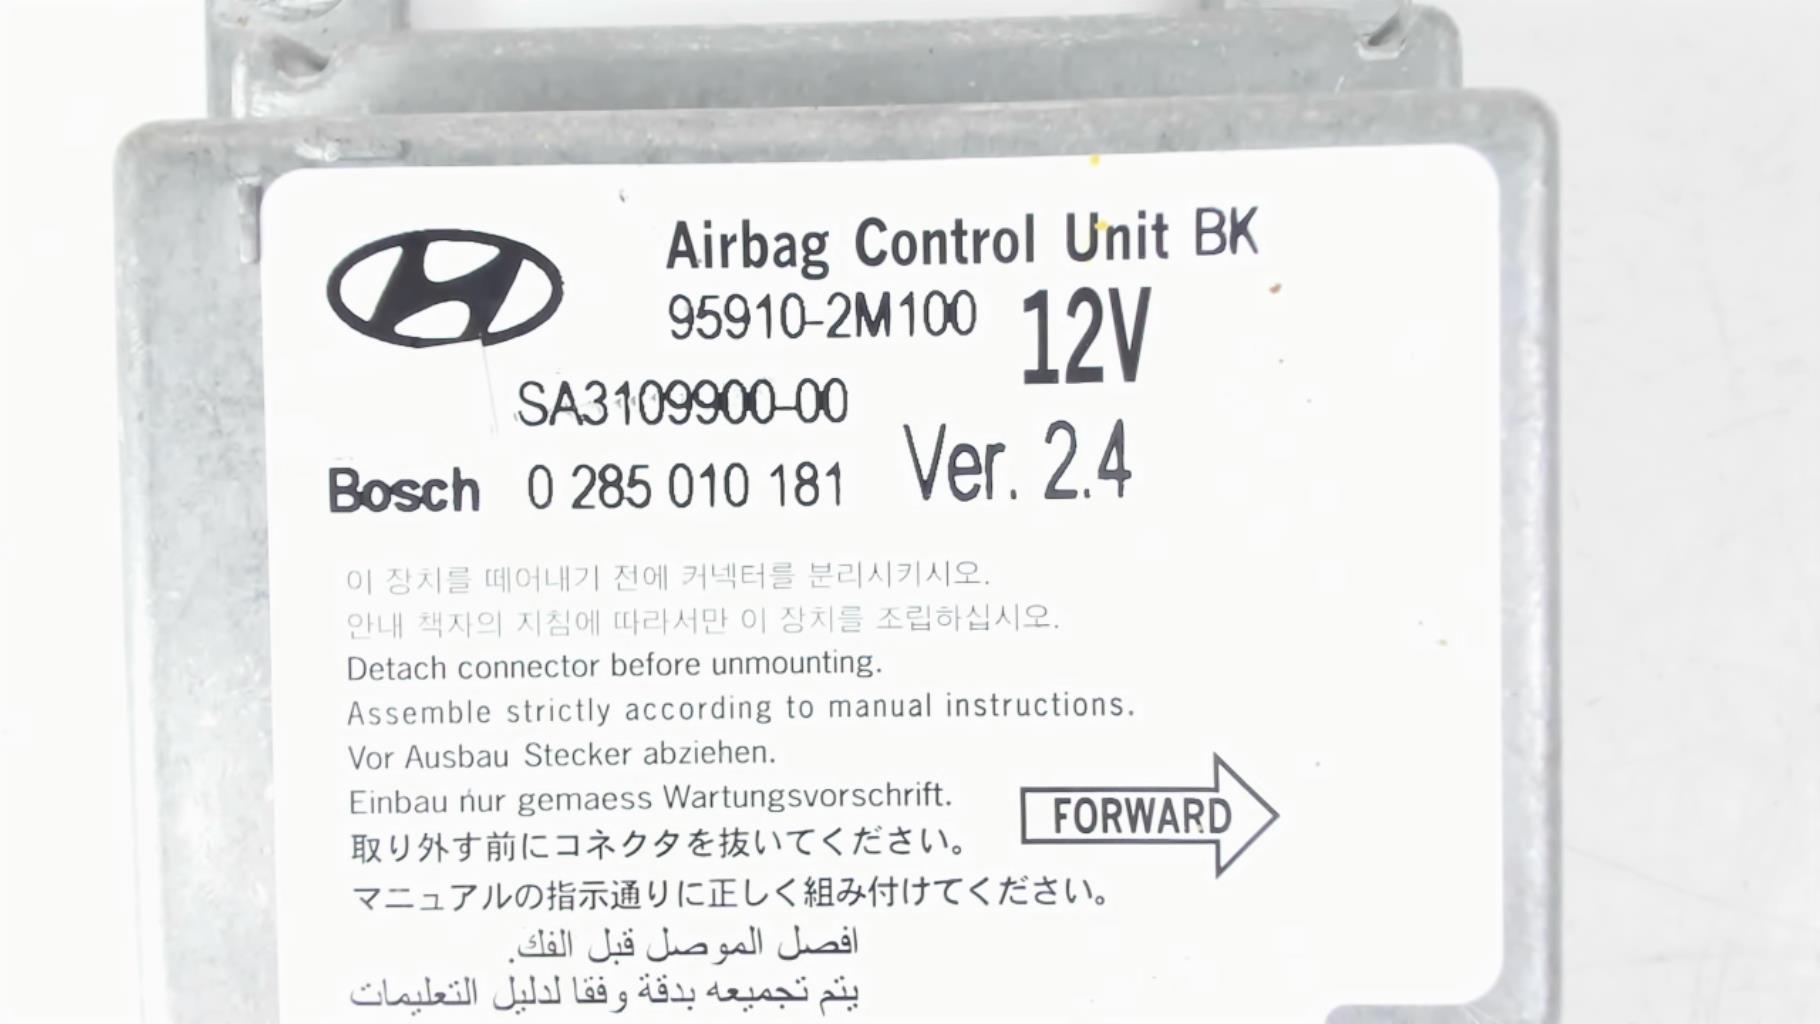 Airbag Control Unit BK
95910-2M100 12V
SA3109900-00
Bosch 0 285 010 181 Ver. 2.4
이 장치를 떼어내기 전에 커넥터를 분리시키시오.
안내 책자의 지침에 따라서만 이 장치를 조립하십시오.
Detach connector before unmounting.
Assemble strictly according to manual instructions.
Vor Ausbau Stecker abziehen.
Einbau nur gemaess Wartungsvorschrift.
FORWARD
取り外す前にコネクタを抜いてください。
マニュアルの指示通りに正しく組み付けてください。
افصل الموصل قبل الفك.
يتم تجميعه بدقة وفقا لدليل التعليمات